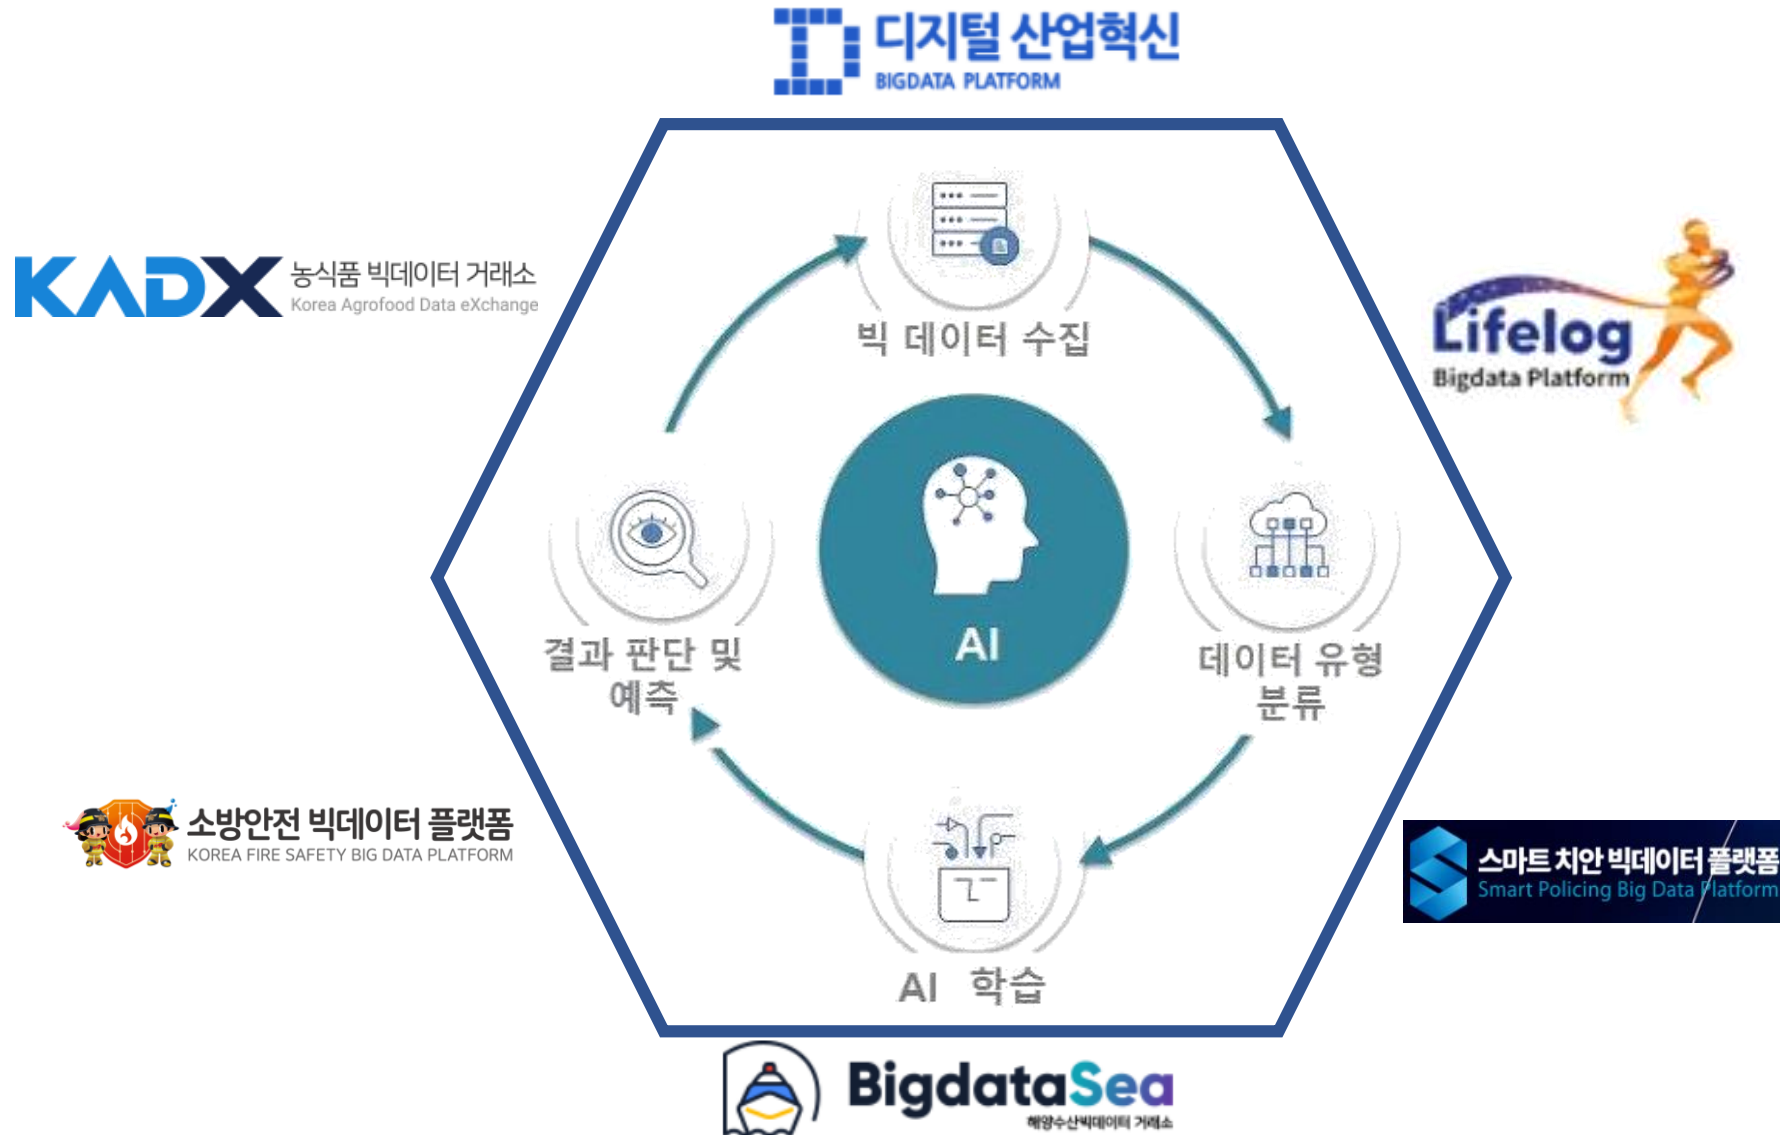 디지털 산업혁신
BIGDATA PLATFORM
KADX 농식품 빅데이터 거래소
Korea Agrofood Data eXchange
Lifelog
Bigdata Platform
빅 데이터 수집
AI
결과 판단 및
예측
데이터 유형
분류
AI 학습
소방안전 빅데이터 플랫폼
KOREA FIRE SAFETY BIG DATA PLATFORM
스마트 치안 빅데이터 플랫폼
Smart Policing Big Data Platform
BigdataSea
해양수산빅데이터 거래소